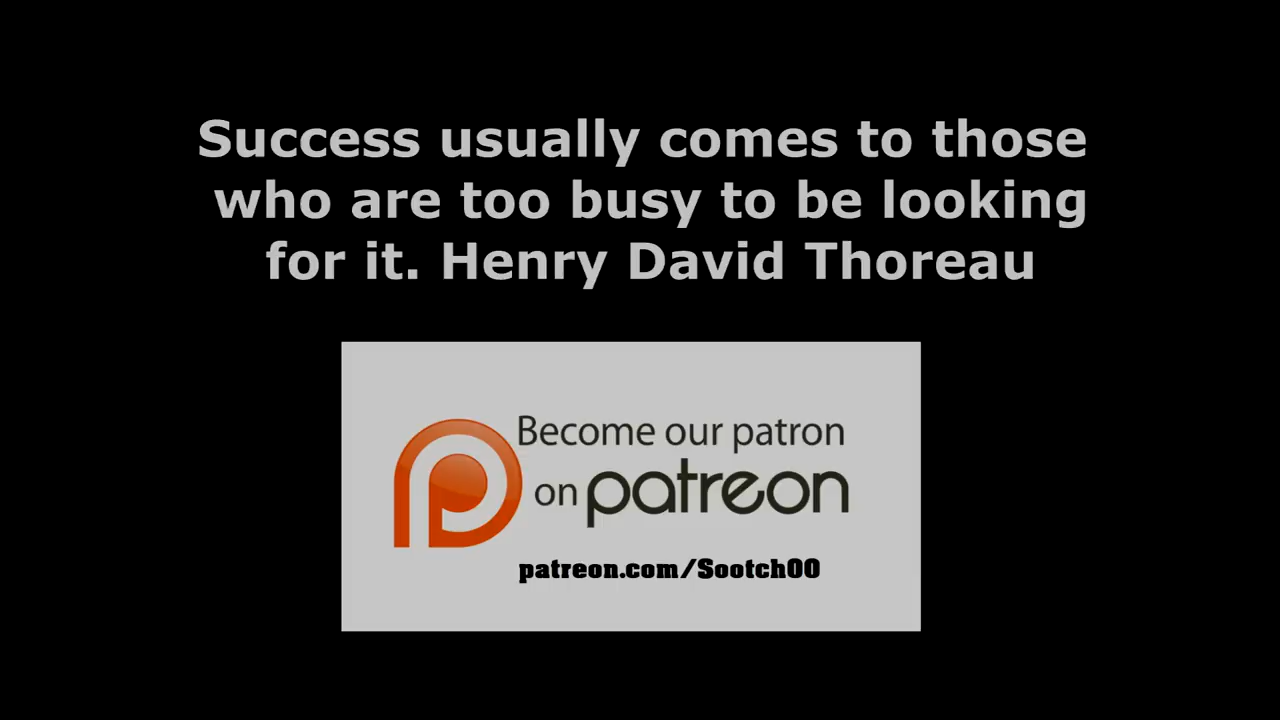 Success usually comes to those
who are too busy to be looking
for it. Henry David Thoreau
Become our patron
on patreon
patreon.com/Sootch00